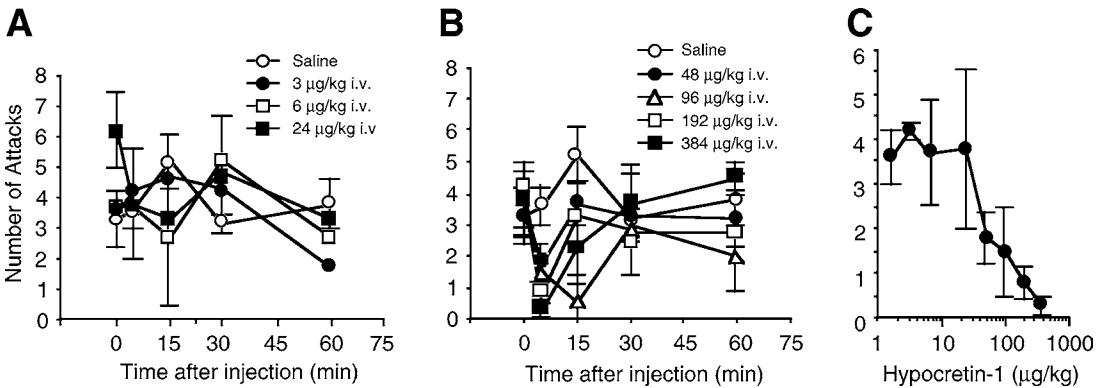 A
B
C
Saline
3 µg/kg i.v.
6 µg/kg i.v.
24 µg/kg i.v
Number of Attacks
8
7
6
5
4
3
2
1
0
0
15
30
45
60
75
Time after injection (min)
Saline
48 µg/kg i.v.
96 µg/kg i.v.
192 µg/kg i.v.
384 µg/kg i.v.
8
7
6
5
4
3
2
1
0
0
15
30
45
60
75
Time after injection (min)
6
5
4
3
2
1
0
1
10
100
1000
Hypocretin-1 (µg/kg)